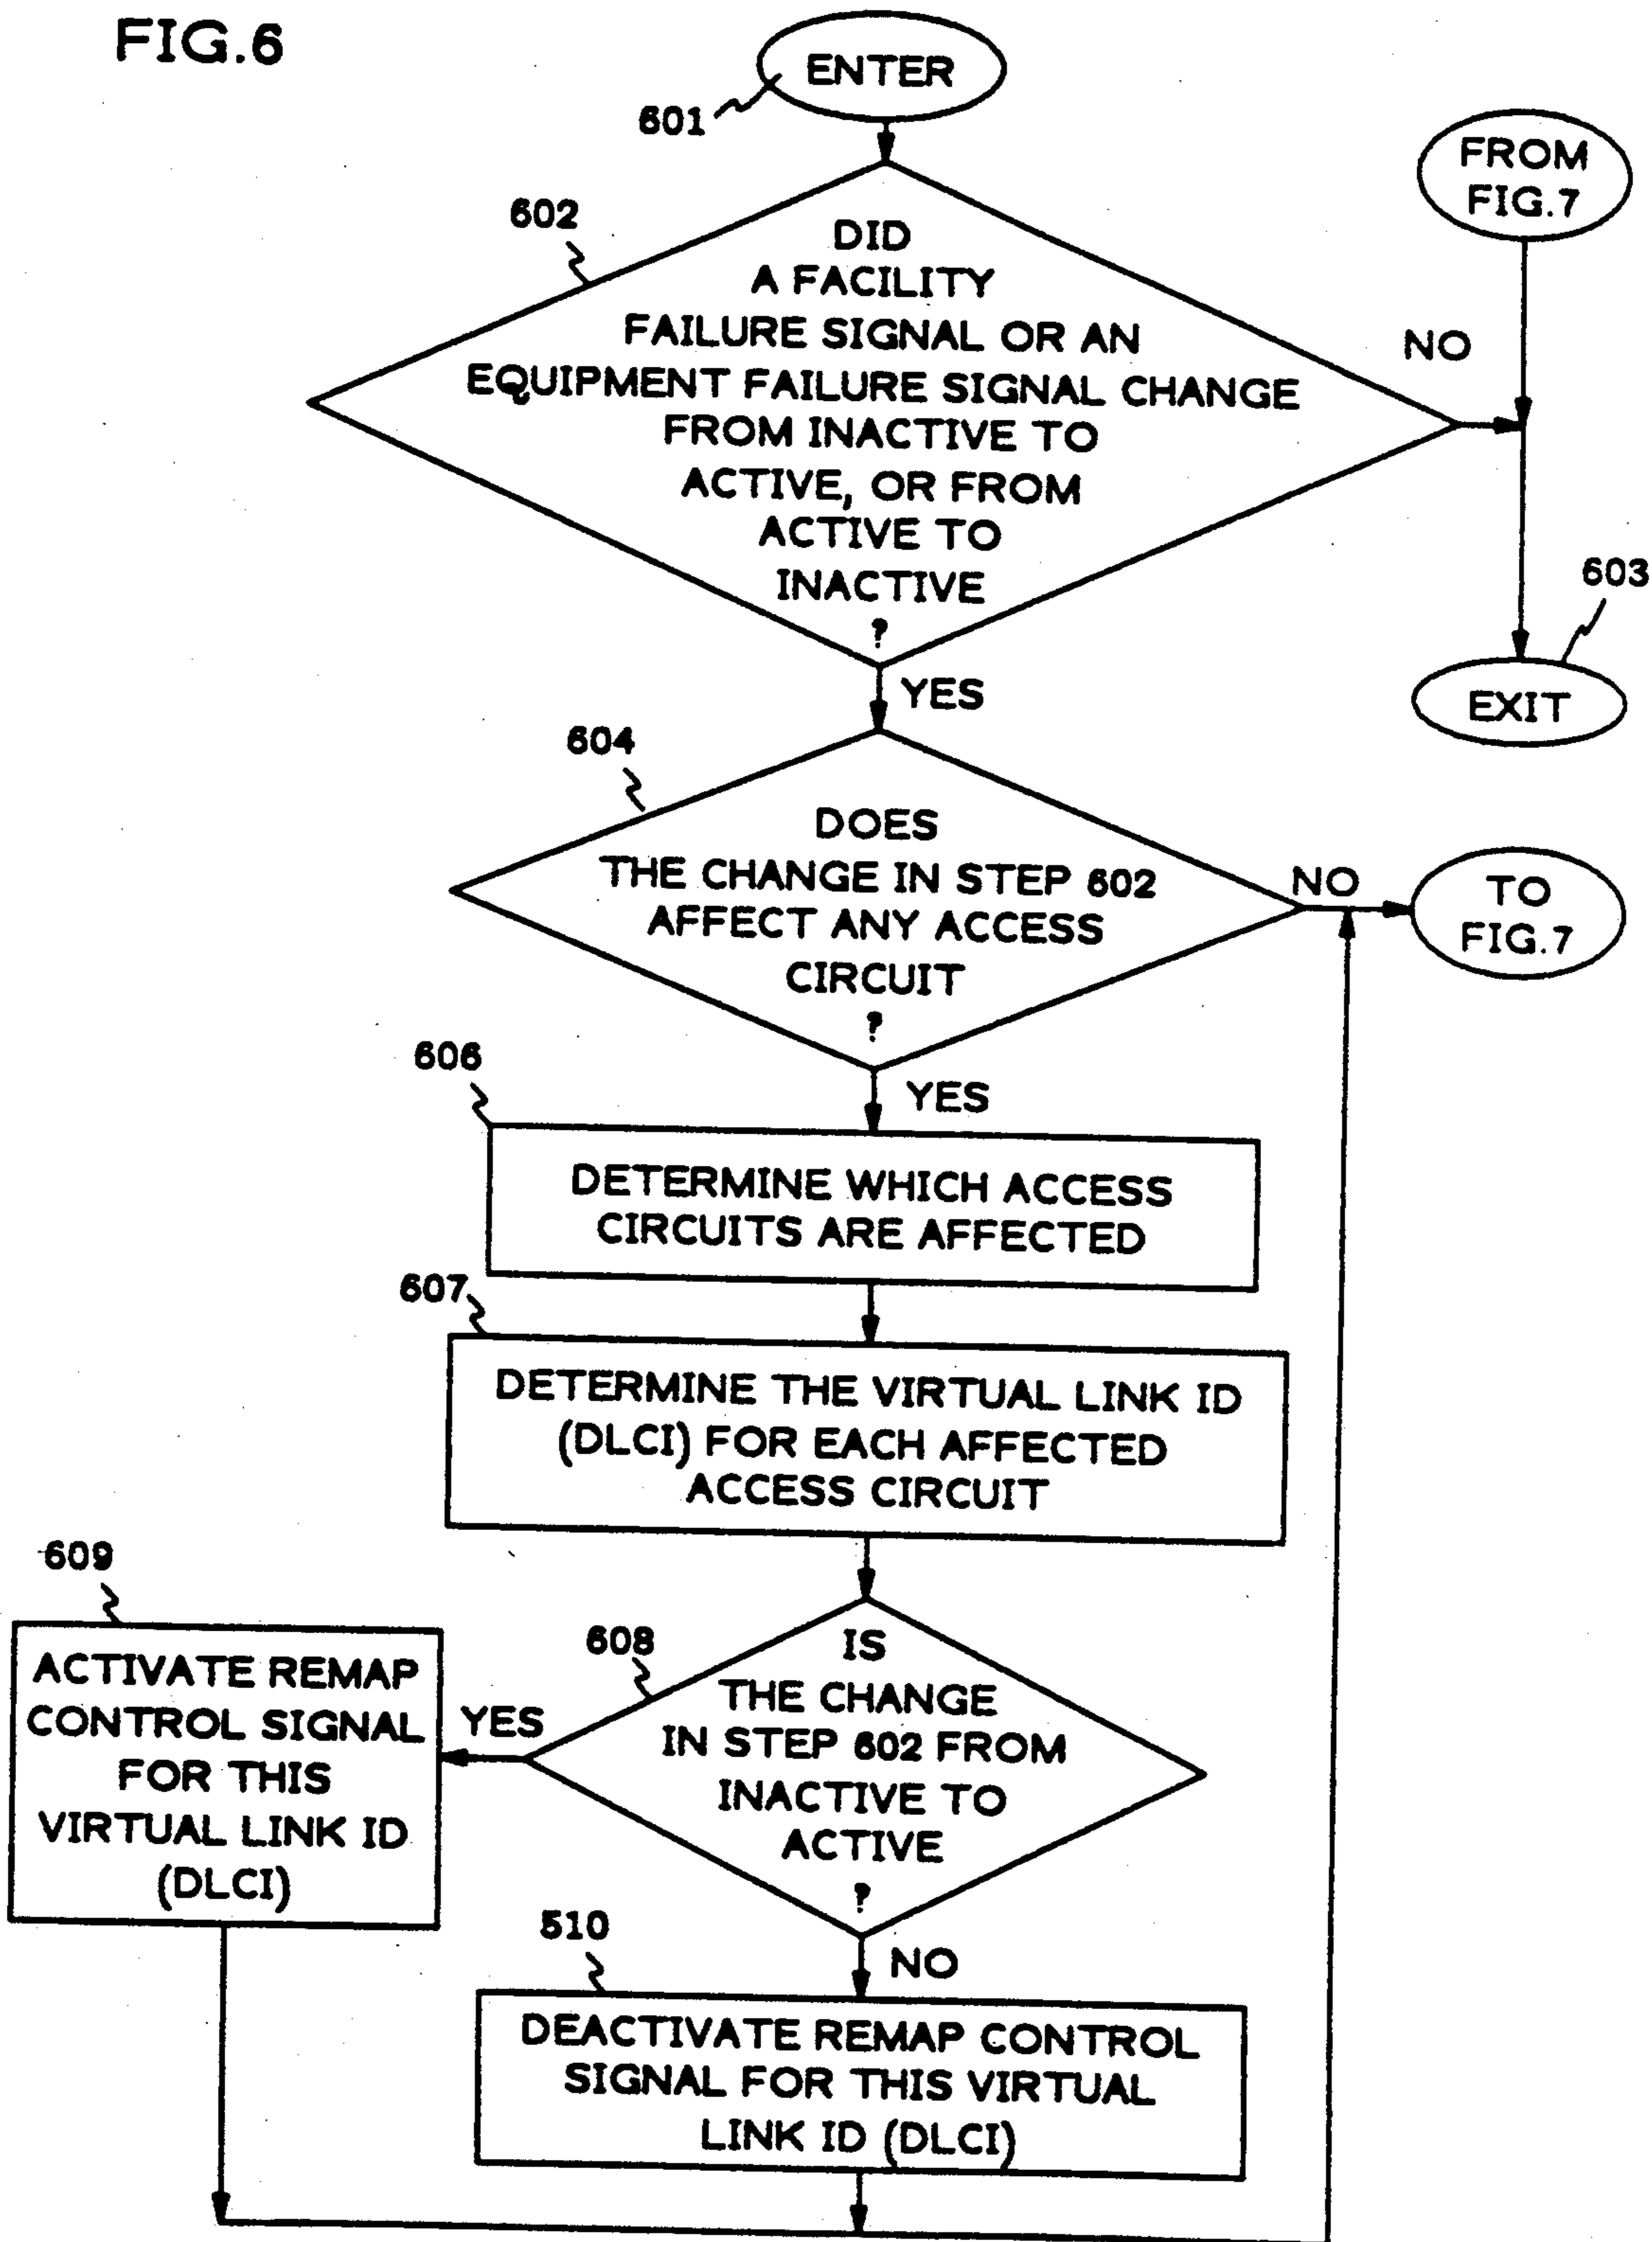 FIG.6
ENTER
601
FROM
FIG.7
602
DID
A FACILITY
FAILURE SIGNAL OR AN
EQUIPMENT FAILURE SIGNAL CHANGE
FROM INACTIVE TO
ACTIVE, OR FROM
ACTIVE TO
INACTIVE
?
NO
603
EXIT
YES
604
DOES
THE CHANGE IN STEP 602
AFFECT ANY ACCESS
CIRCUIT
?
NO
TO
FIG.7
YES
606
DETERMINE WHICH ACCESS
CIRCUITS ARE AFFECTED
607
DETERMINE THE VIRTUAL LINK ID
(DLCI) FOR EACH AFFECTED
ACCESS CIRCUIT
608
IS
THE CHANGE
IN STEP 602 FROM
INACTIVE TO
ACTIVE
?
YES
609
ACTIVATE REMAP
CONTROL SIGNAL
FOR THIS
VIRTUAL LINK ID
(DLCI)
NO
510
DEACTIVATE REMAP CONTROL
SIGNAL FOR THIS VIRTUAL
LINK ID (DLCI)